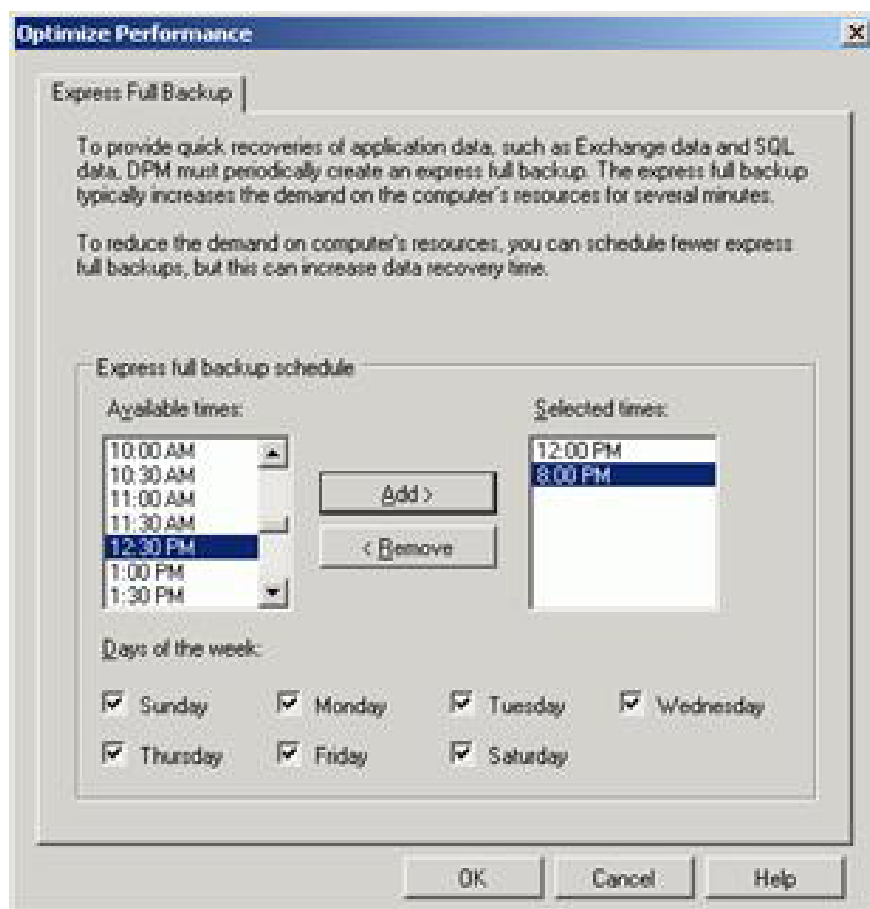 Optimize Performance
Express Full Backup
To provide quick recoveries of application data, such as Exchange data and SQL
data, DPM must periodically create an express full backup. The express full backup
typically increases the demand on the computer's resources for several minutes.
To reduce the demand on computer's resources, you can schedule fewer express
full backups, but this can increase data recovery time.
Express full backup schedule
Available times:
10:00 AM
10:30 AM
11:00 AM
11:30 AM
12:30 PM
1:00 PM
1:30 PM
Add >
< Remove
Selected times:
12:00 PM
8:00 PM
Days of the week:
Sunday Monday Tuesday Wednesday
Thursday Friday Saturday
OK Cancel Help